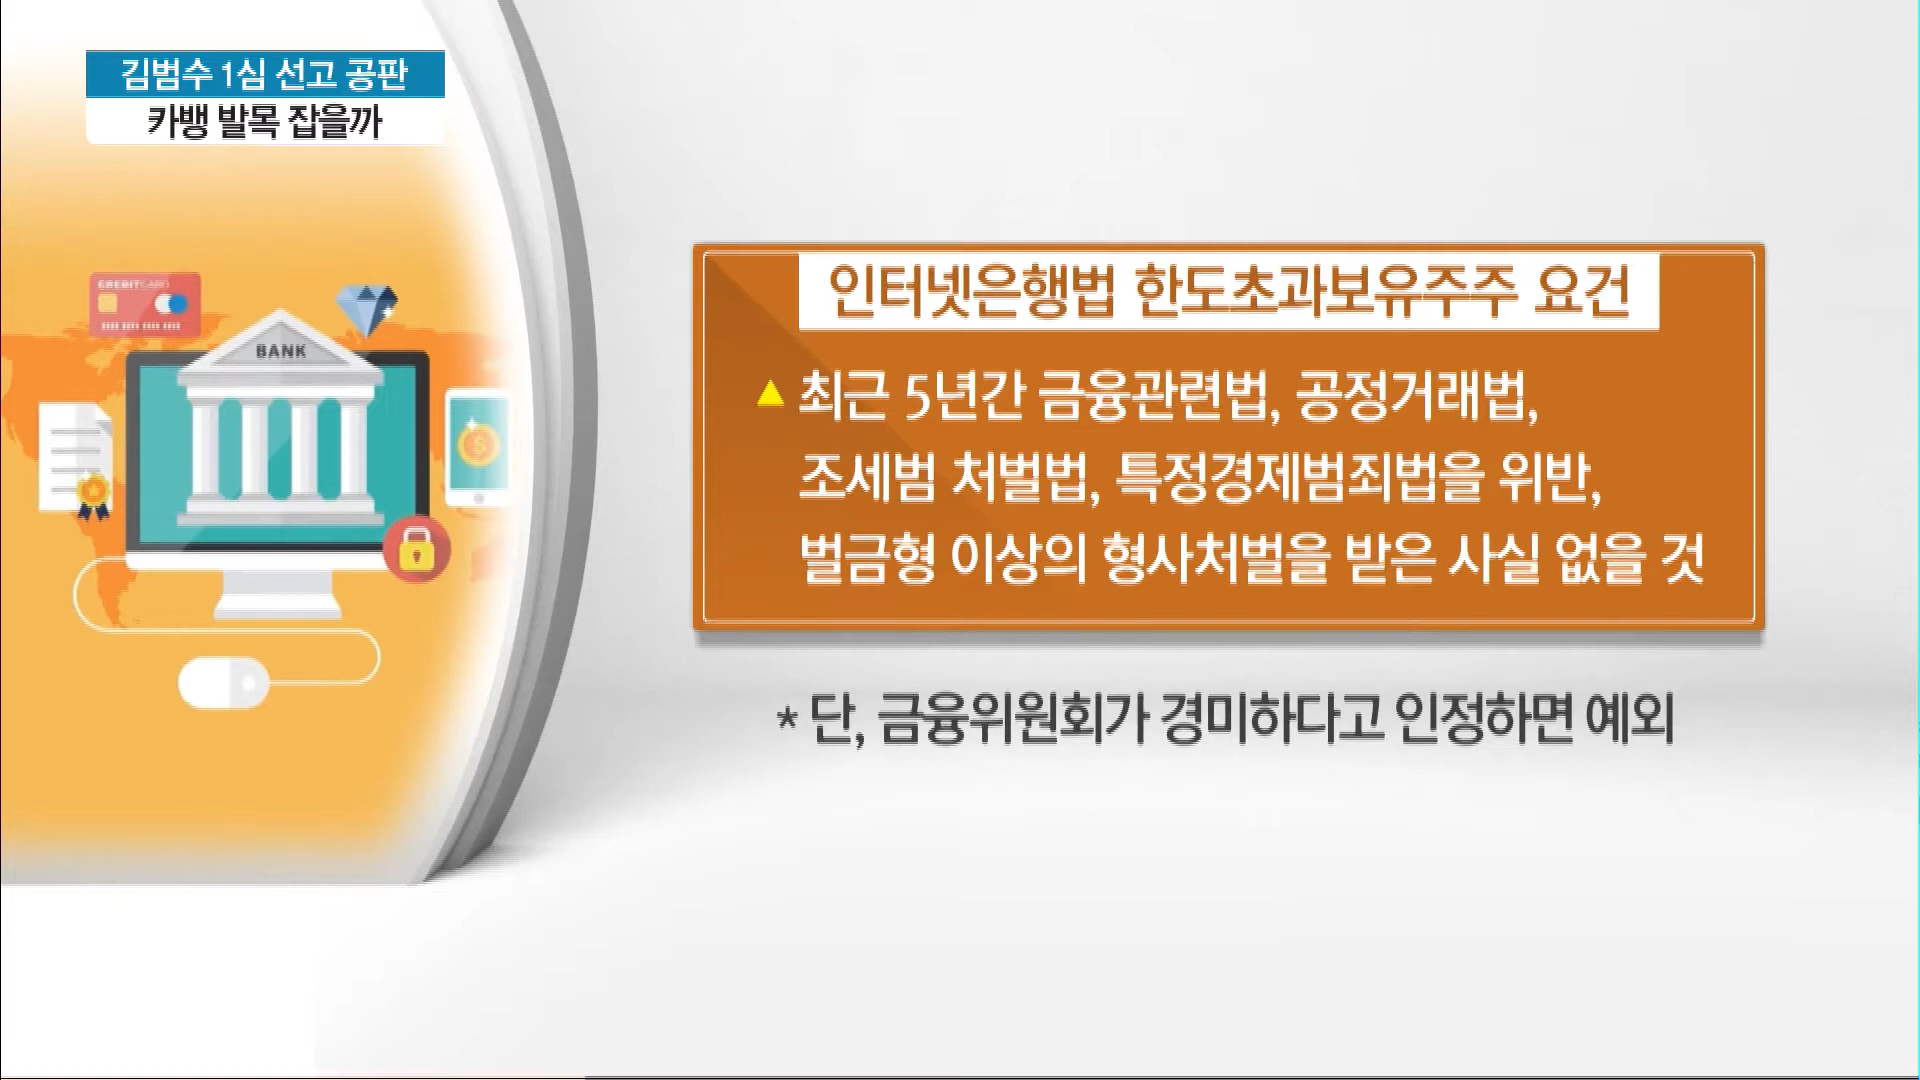 김범수 1심 선고 공판
카뱅 발목 잡을까
CREDIT CARD
BANK
인터넷은행법 한도초과보유주주 요건
▲ 최근 5년간 금융관련법, 공정거래법,
조세범 처벌법, 특정경제범죄법을 위반,
벌금형 이상의 형사처벌을 받은 사실 없을 것
* 단, 금융위원회가 경미하다고 인정하면 예외